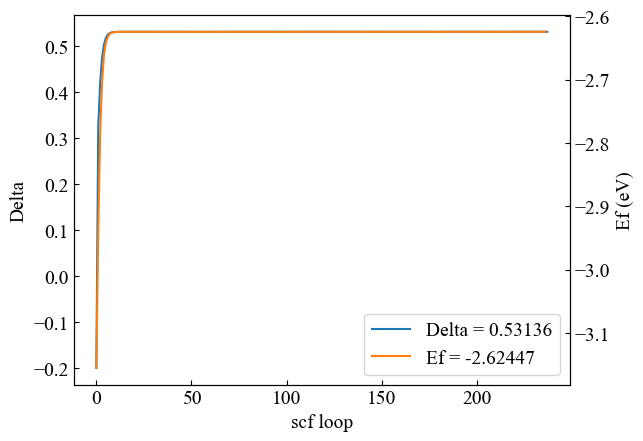 −2.6
0.5
−2.7
0.4
−2.8
0.3
0.2
−2.9
Delta
Ef (eV)
0.1
−3.0
0.0
−0.1
−3.1
−0.2
Delta = 0.53136
Ef = -2.62447
0 50 100 150 200
scf loop